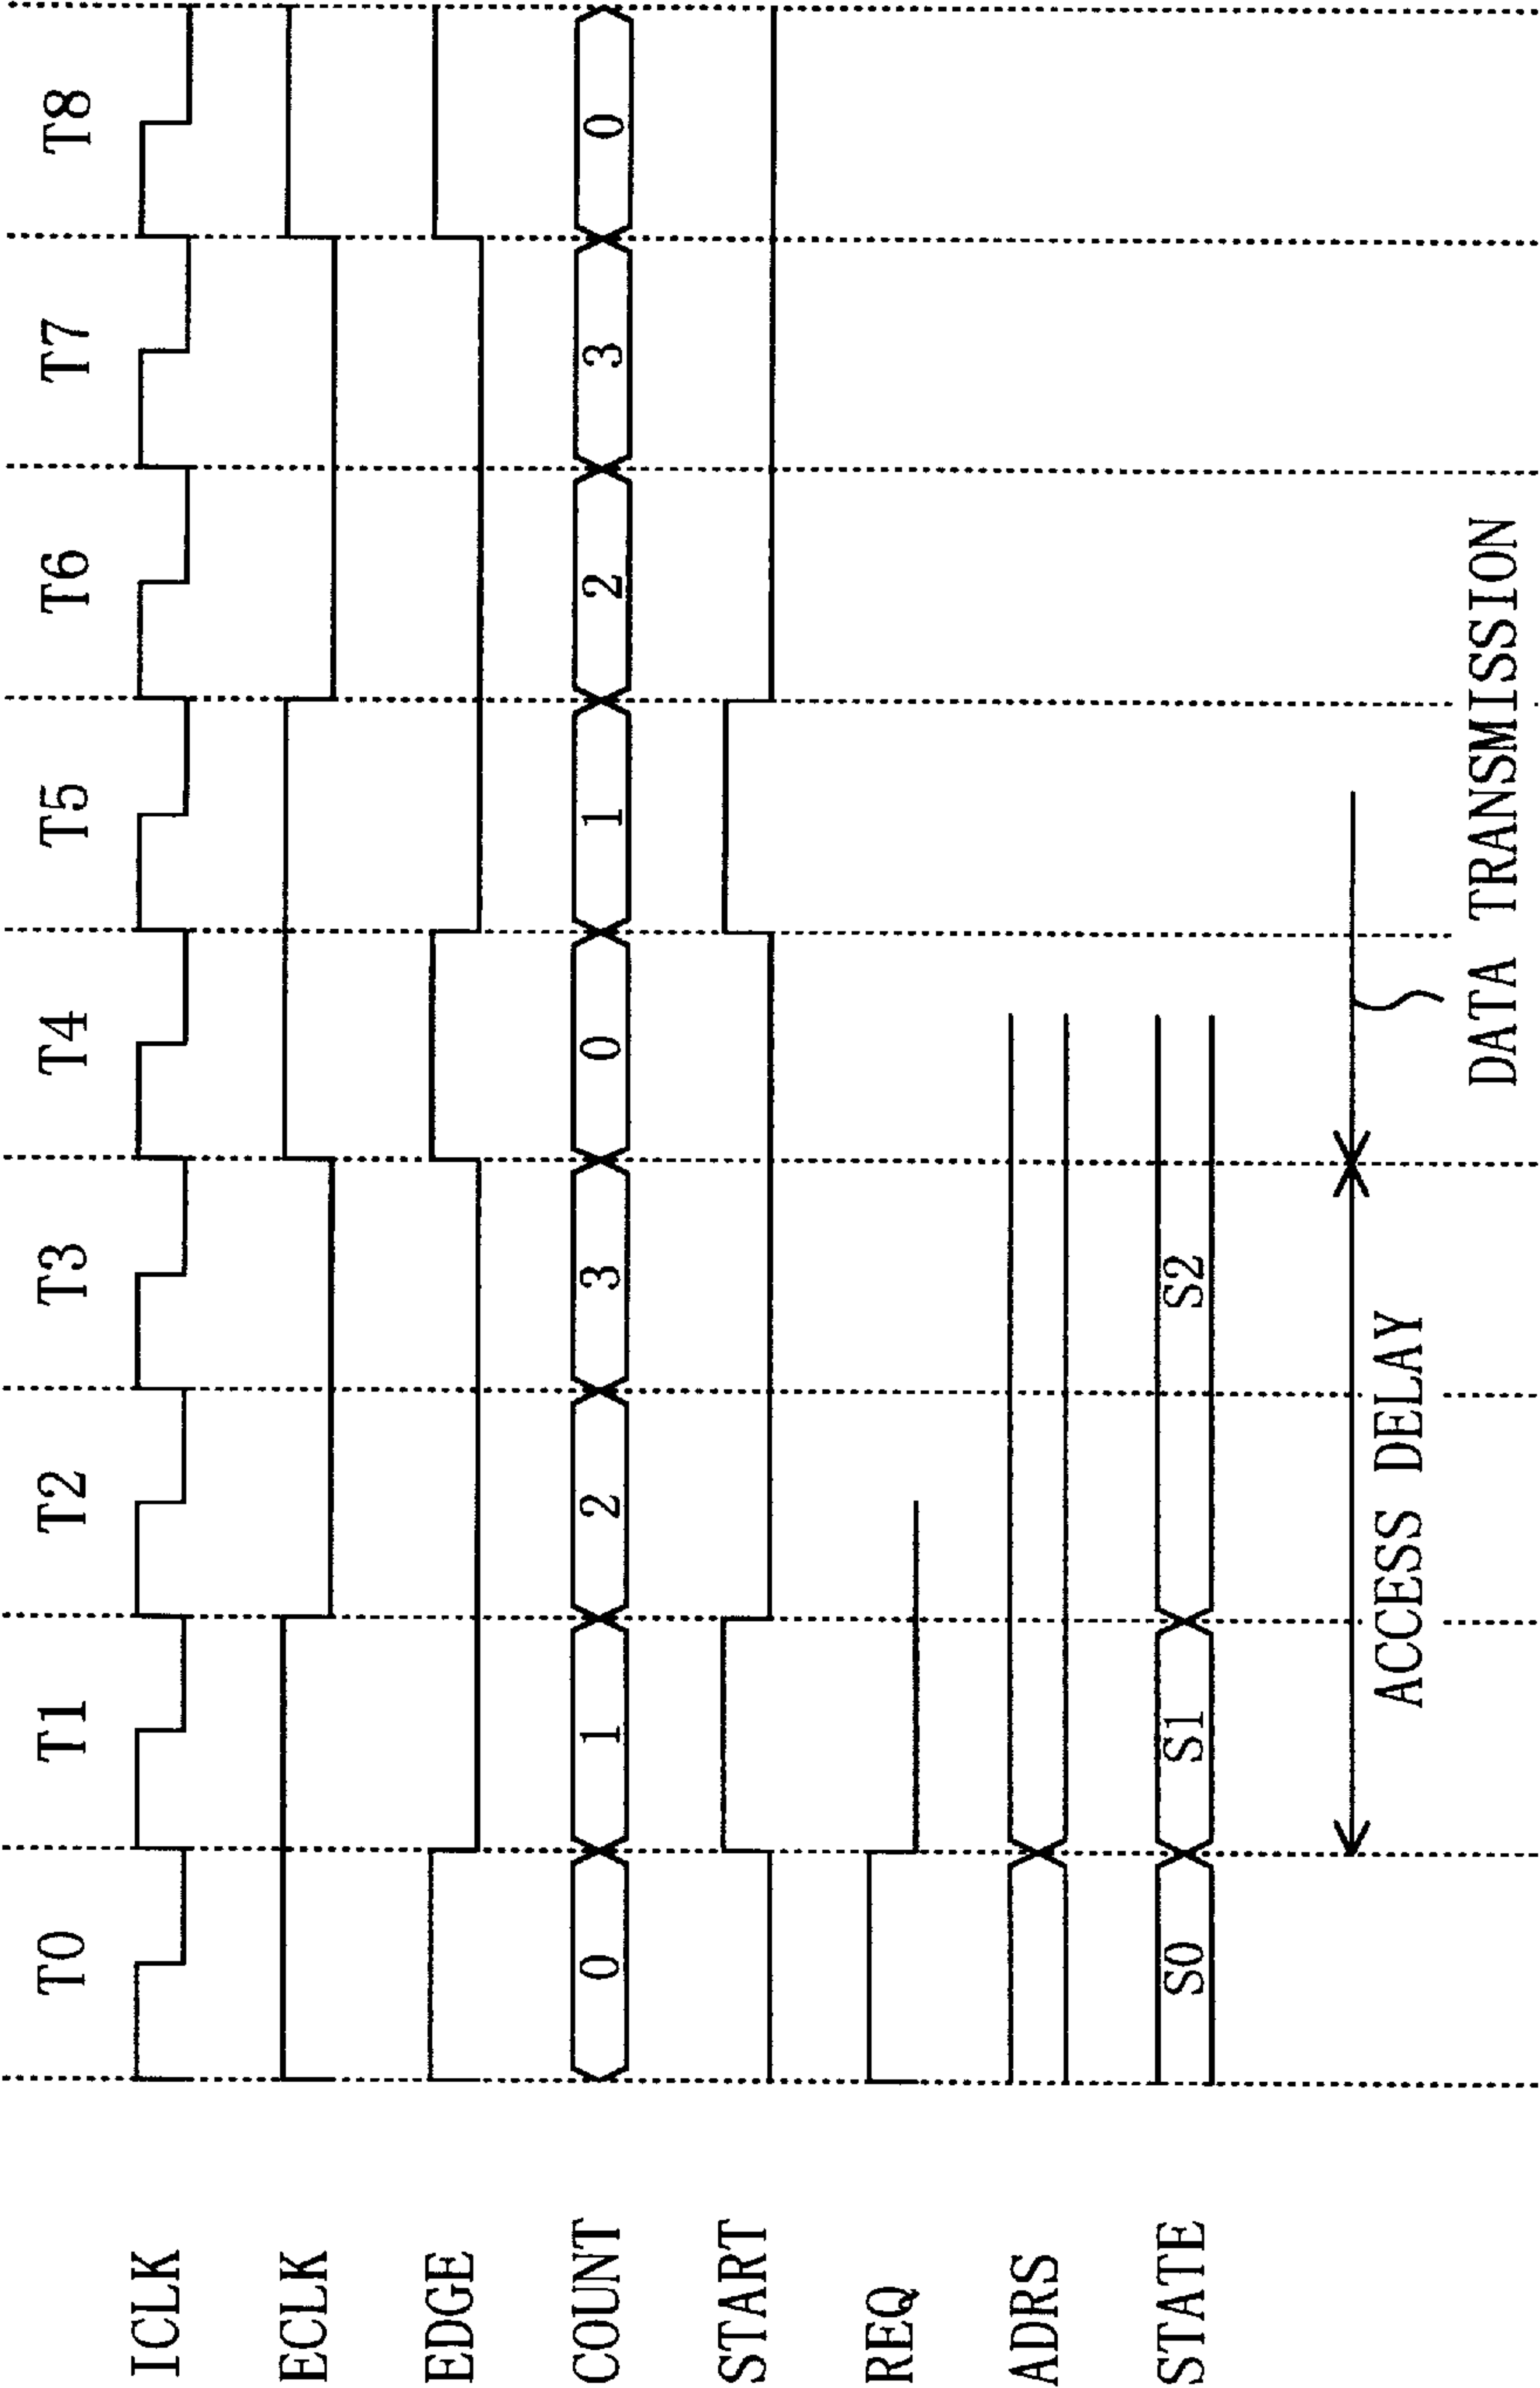 T0 T1 T2 T3 T4 T5 T6 T7 T8
ICLK
ECLK
EDGE
COUNT 0 1 2 3 0 1 2 3 0
START
REQ
ADRS
STATE S0 S1 S2
ACCESS DELAY
DATA TRANSMISSION